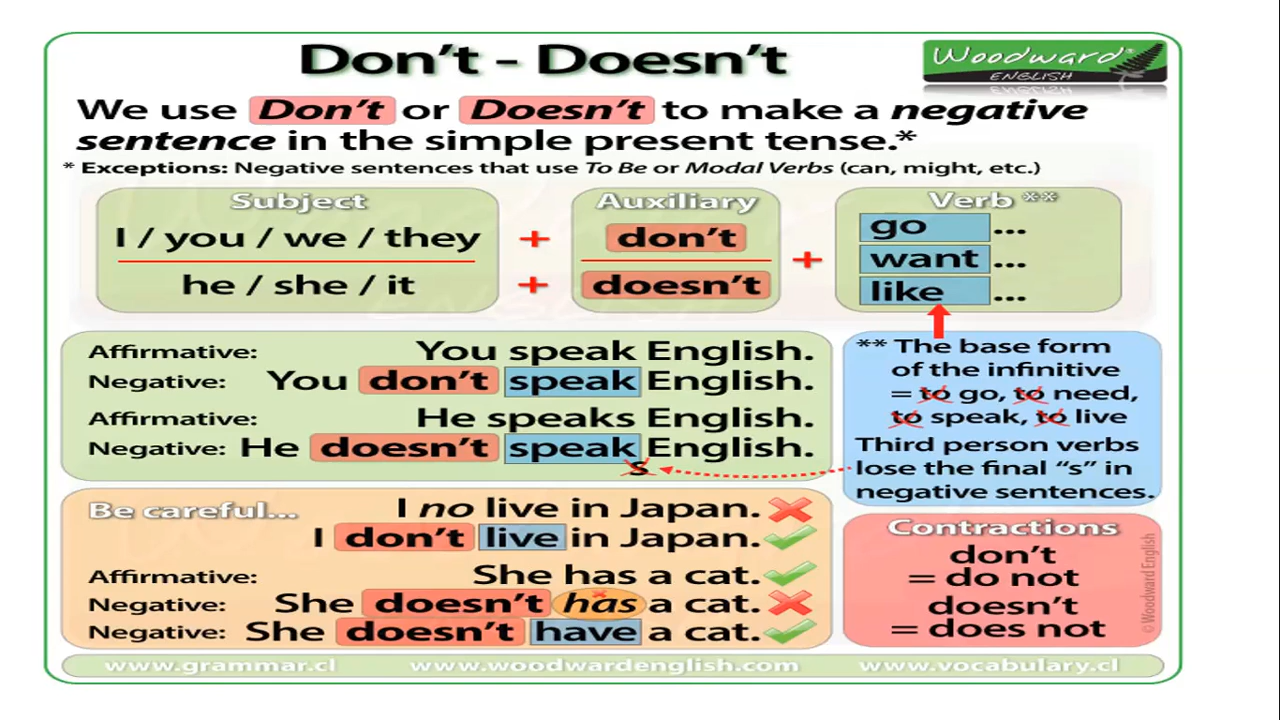 Don't - Doesn't
Woodward®
ENGLISH
We use Don't or Doesn't to make a negative
sentence in the simple present tense.*
* Exceptions: Negative sentences that use To Be or Modal Verbs (can, might, etc.)
Subject
I / you / we / they
he / she / it
+
+
Auxiliary
don't
doesn't
+
Verb **
go ...
want ...
like ...
Affirmative: You speak English.
Negative: You don't speak English.
Affirmative: He speaks English.
Negative: He doesn't speak English.
s
** The base form
of the infinitive
= to go, to need,
to speak, to live
Third person verbs
lose the final “s” in
negative sentences.
Be careful... I no live in Japan.
I don't live in Japan.
Affirmative: She has a cat.
Negative: She doesn't has a cat.
Negative: She doesn't have a cat.
Contractions
don't
= do not
doesn't
= does not
© Woodward English
www.grammar.cl www.woodwardenglish.com www.vocabulary.cl